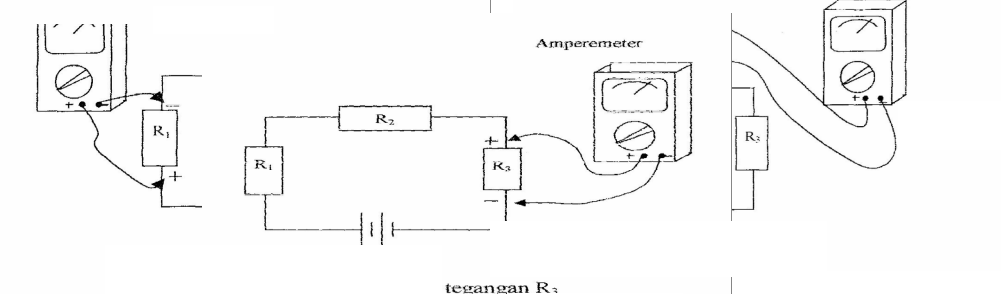 Amperemeter
+ -
-
R1
+
R2
R1
+
R3
-
+ -
R3
+
tegangan R3